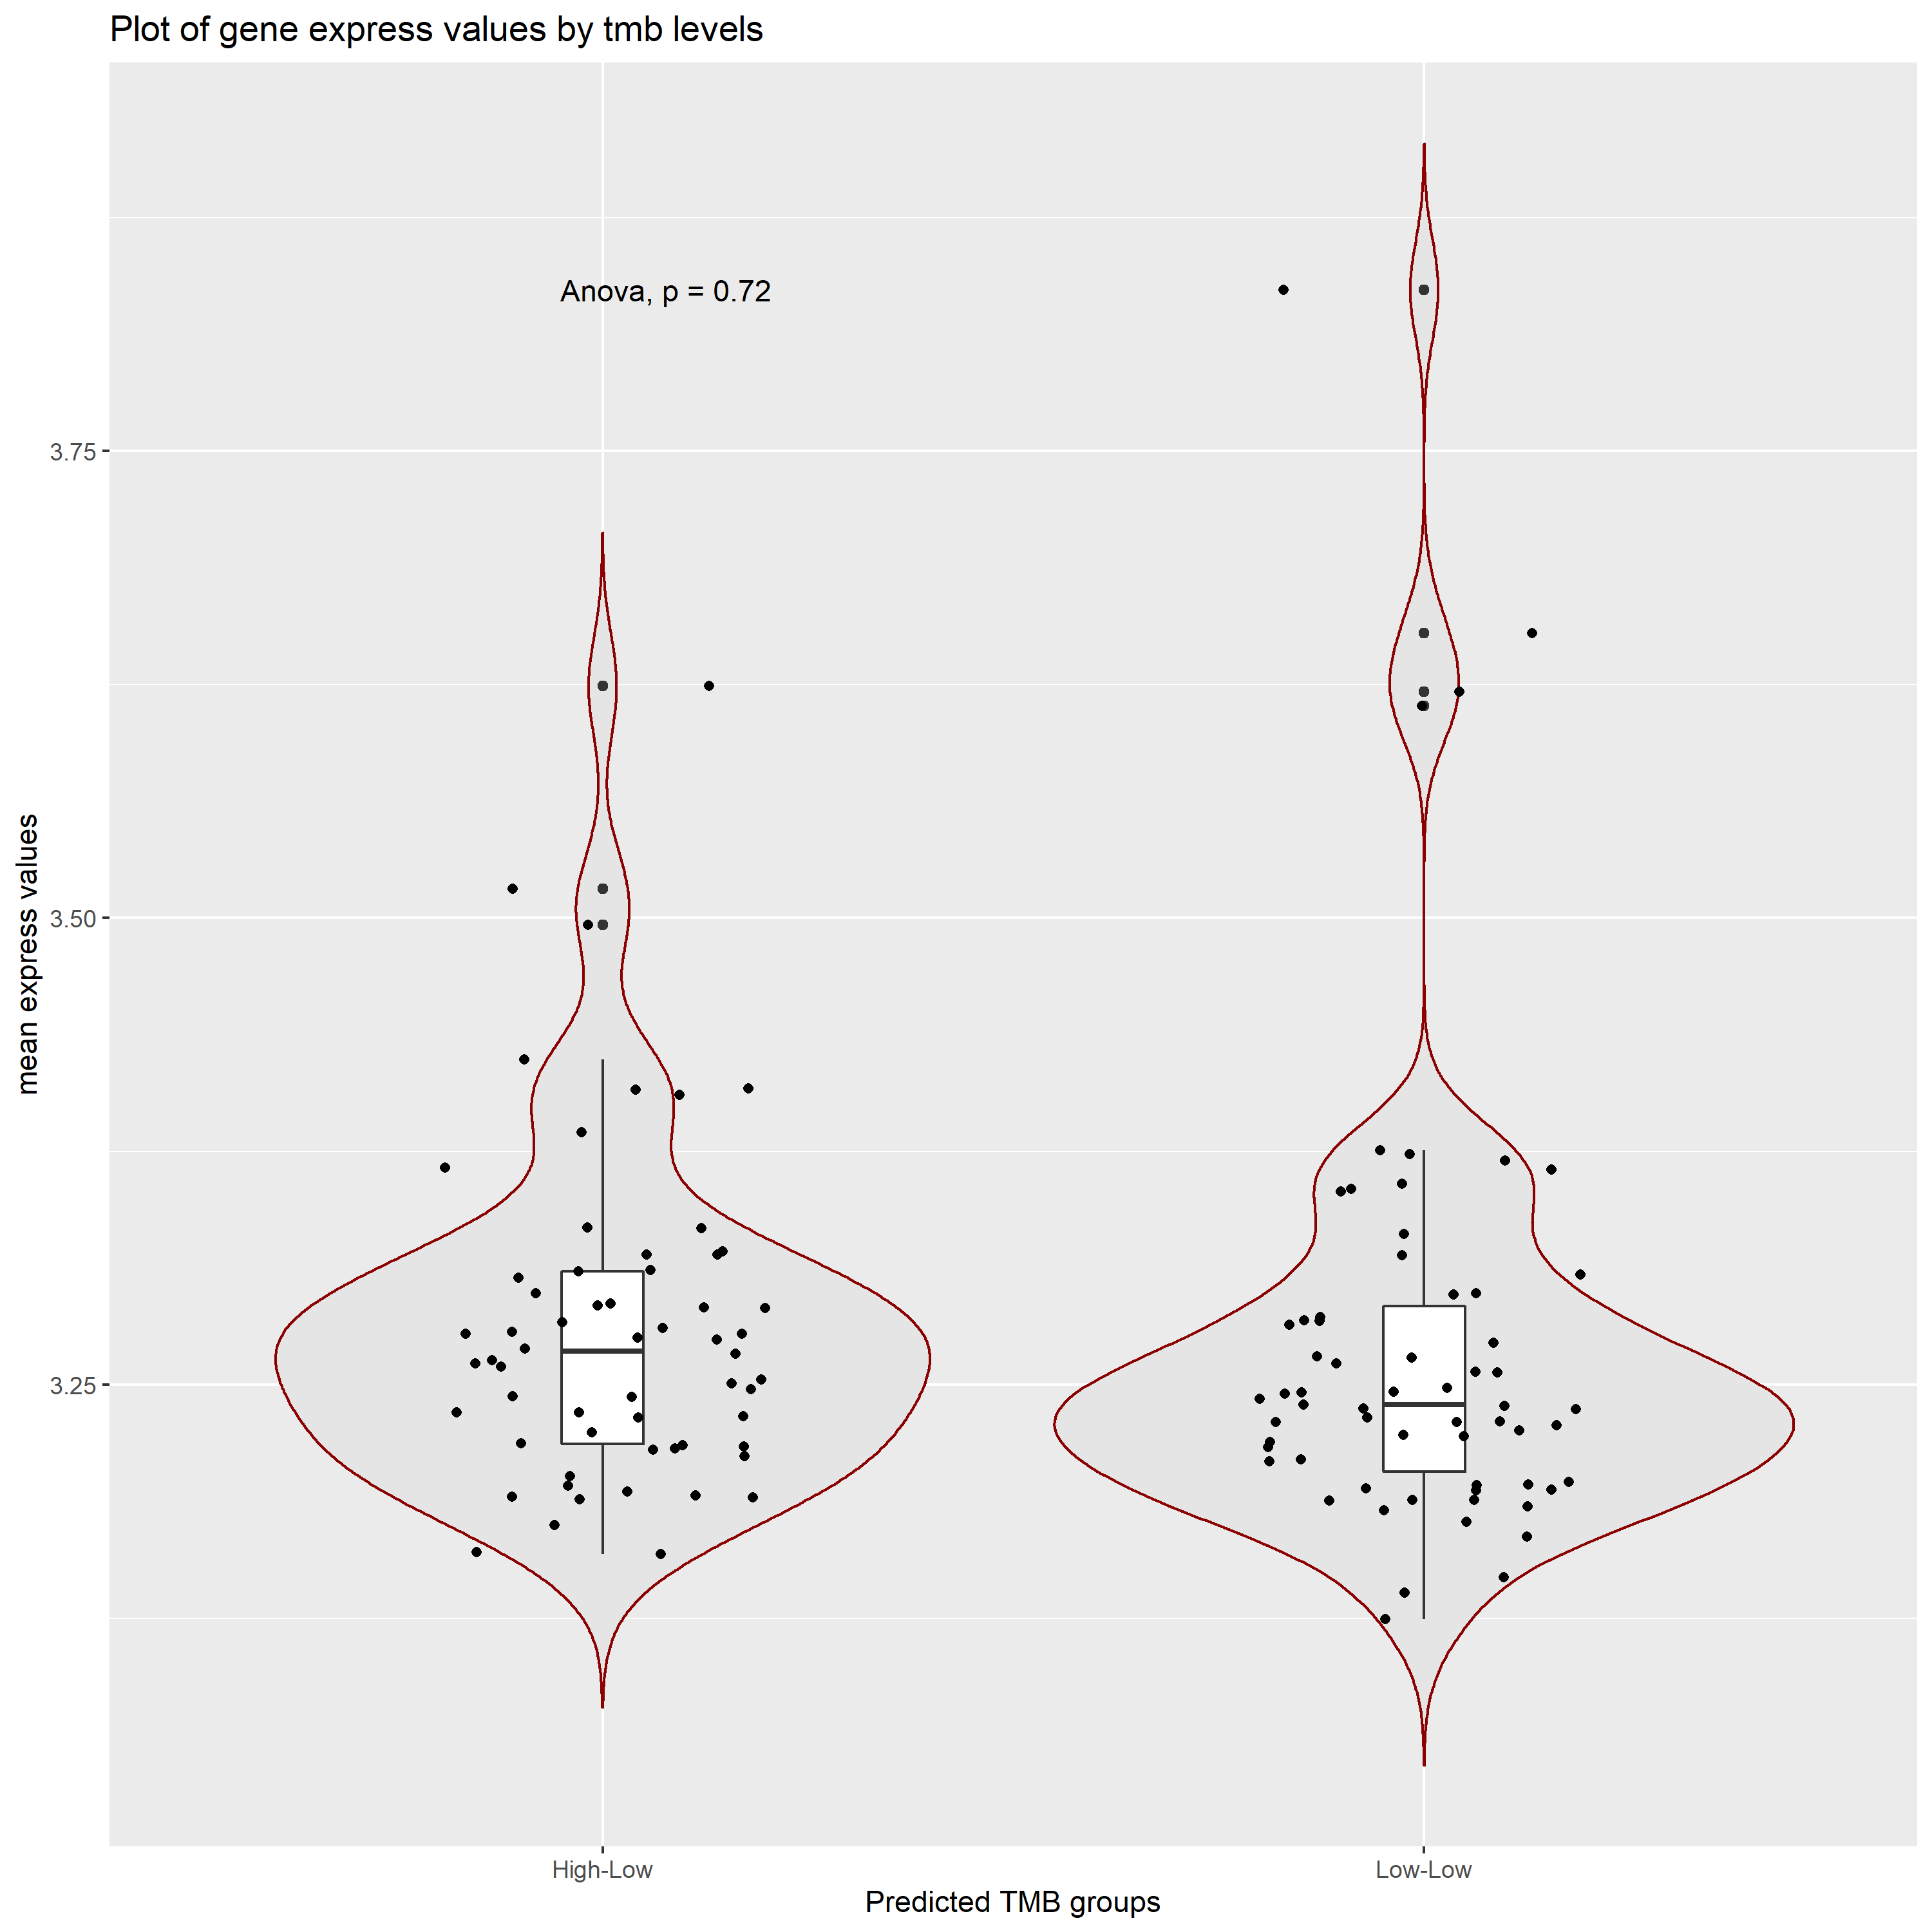 Plot of gene express values by tmb levels
Anova, p = 0.72
mean express values
3.75
3.50
3.25
High-Low
Low-Low
Predicted TMB groups